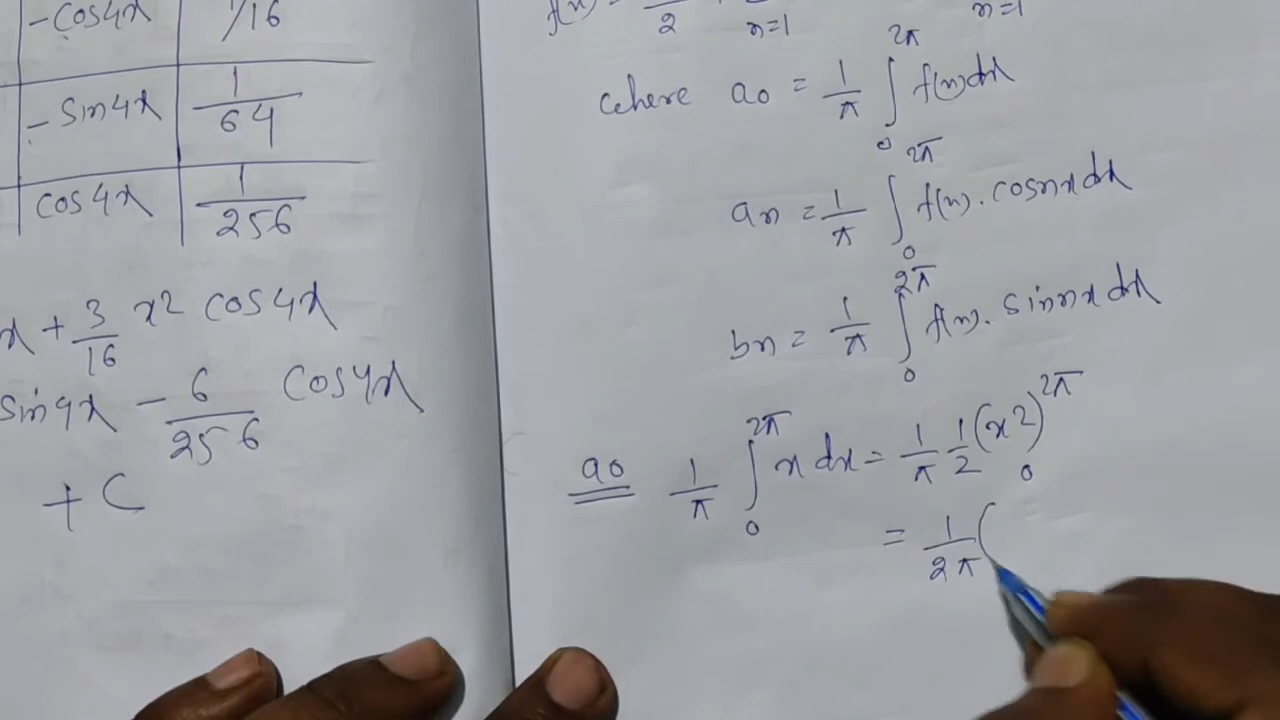 -cos4x 1/16
-sin4x 1/64
cos4x 1/256
x + 3/16 x2 cos4x
sin4x - 6/256 cos4x
+ C
f(x) = /2 n=1 n=1
where a0 = 1/π ∫0^2π f(x)dx
an = 1/π ∫0^2π f(x). cosnx dx
bn = 1/π ∫0^2π f(x). sinnx dx
a0 1/π ∫0^2π x dx = 1/π 1/2 (x2)0^2π
= 1/2π (